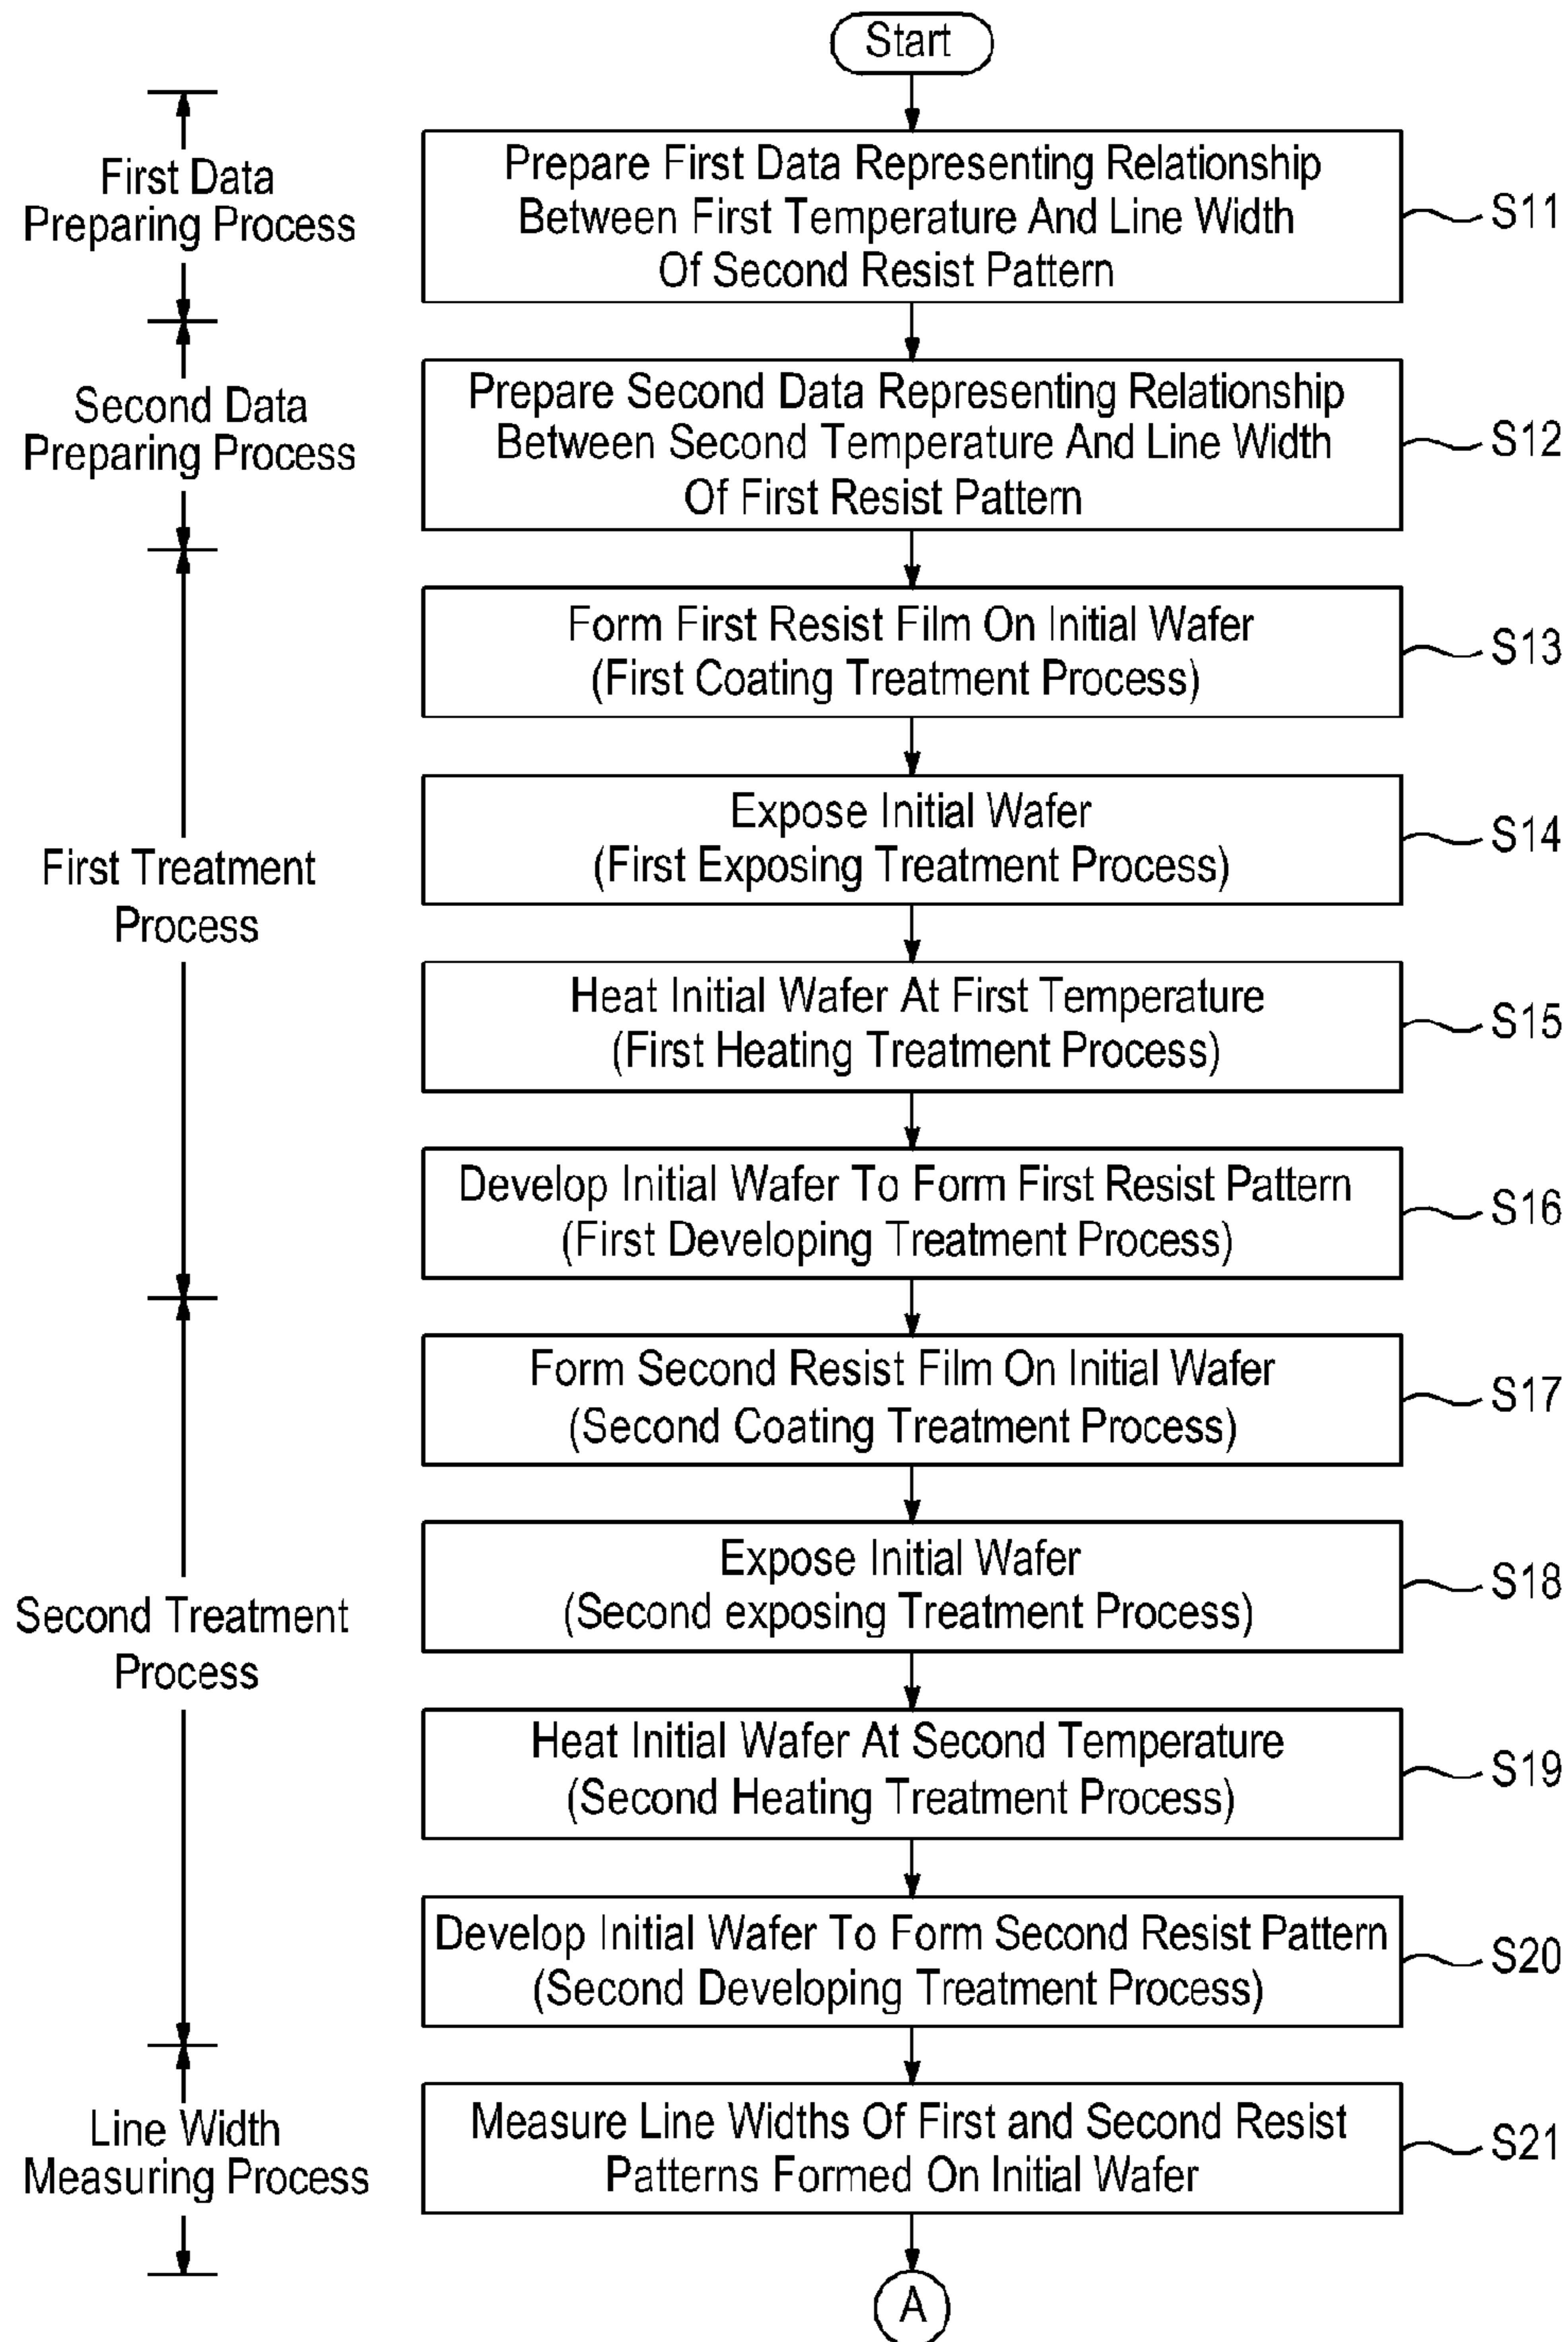 Start
First Data
Preparing Process
Prepare First Data Representing Relationship
Between First Temperature And Line Width
Of Second Resist Pattern
S11
Second Data
Preparing Process
Prepare Second Data Representing Relationship
Between Second Temperature And Line Width
Of First Resist Pattern
S12
First Treatment
Process
Form First Resist Film On Initial Wafer
(First Coating Treatment Process)
S13
Expose Initial Wafer
(First Exposing Treatment Process)
S14
Heat Initial Wafer At First Temperature
(First Heating Treatment Process)
S15
Develop Initial Wafer To Form First Resist Pattern
(First Developing Treatment Process)
S16
Second Treatment
Process
Form Second Resist Film On Initial Wafer
(Second Coating Treatment Process)
S17
Expose Initial Wafer
(Second exposing Treatment Process)
S18
Heat Initial Wafer At Second Temperature
(Second Heating Treatment Process)
S19
Develop Initial Wafer To Form Second Resist Pattern
(Second Developing Treatment Process)
S20
Line Width
Measuring Process
Measure Line Widths Of First and Second Resist
Patterns Formed On Initial Wafer
S21
A